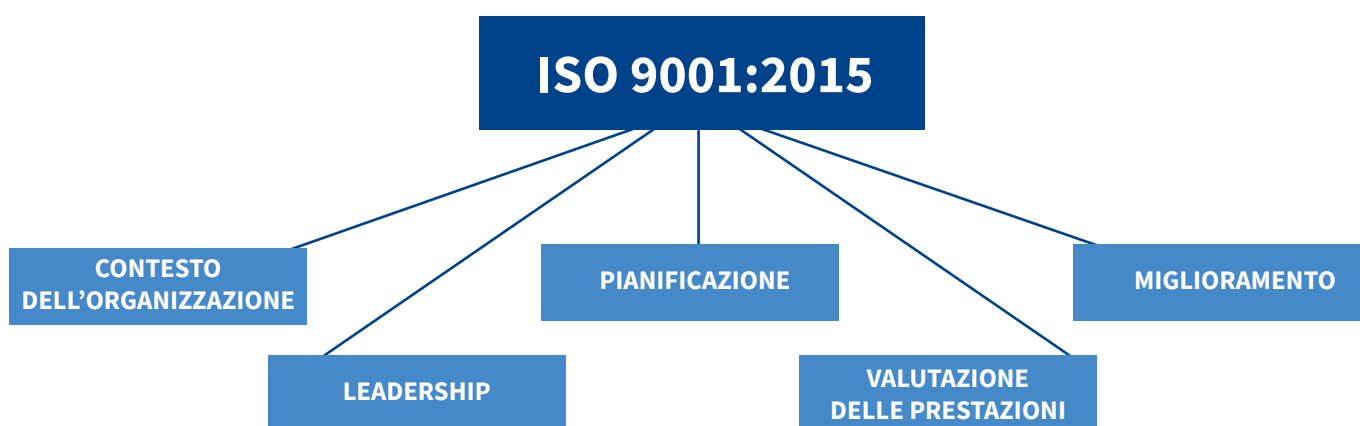 ISO 9001:2015
CONTESTO
DELL’ORGANIZZAZIONE
PIANIFICAZIONE
MIGLIORAMENTO
LEADERSHIP
VALUTAZIONE
DELLE PRESTAZIONI